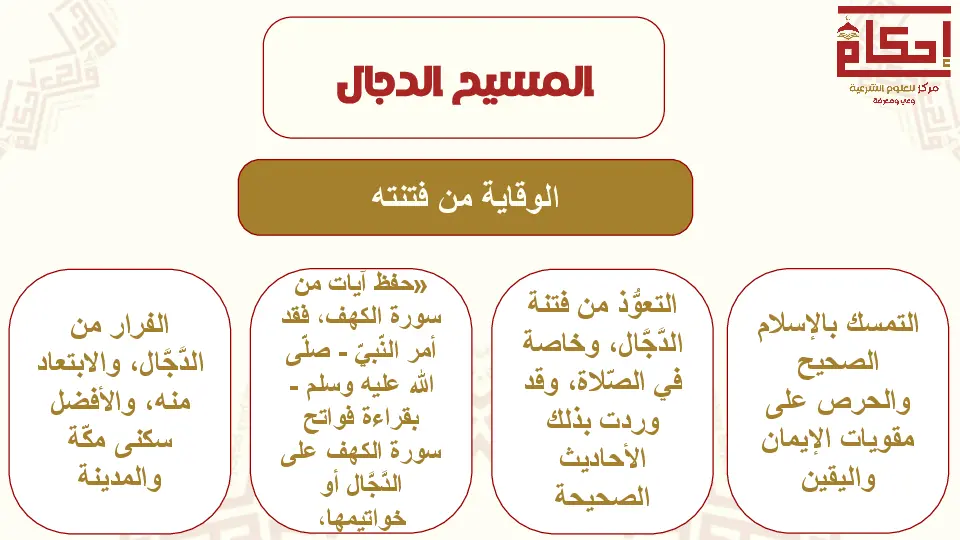 إحكام
مركز للعلوم الشرعية
وعي ومعرفة
المسيح الدجال
الوقاية من فتنته
التمسك بالإسلام
الصحيح
والحرص على
مقويات الإيمان
واليقين
التعوُّذ من فتنة
الدَّجَّال، وخاصة
في الصّلاة، وقد
وردت بذلك
الأحاديث
الصحيحة
«حفظ آيات من
سورة الكهف، فقد
أمر النّبيّ - صلّى
الله عليه وسلم -
بقراءة فواتح
سورة الكهف على
الدَّجَّال أو
خواتيمها،
الفرار من
الدَّجَّال، والابتعاد
منه، والأفضل
سكنى مكّة
والمدينة